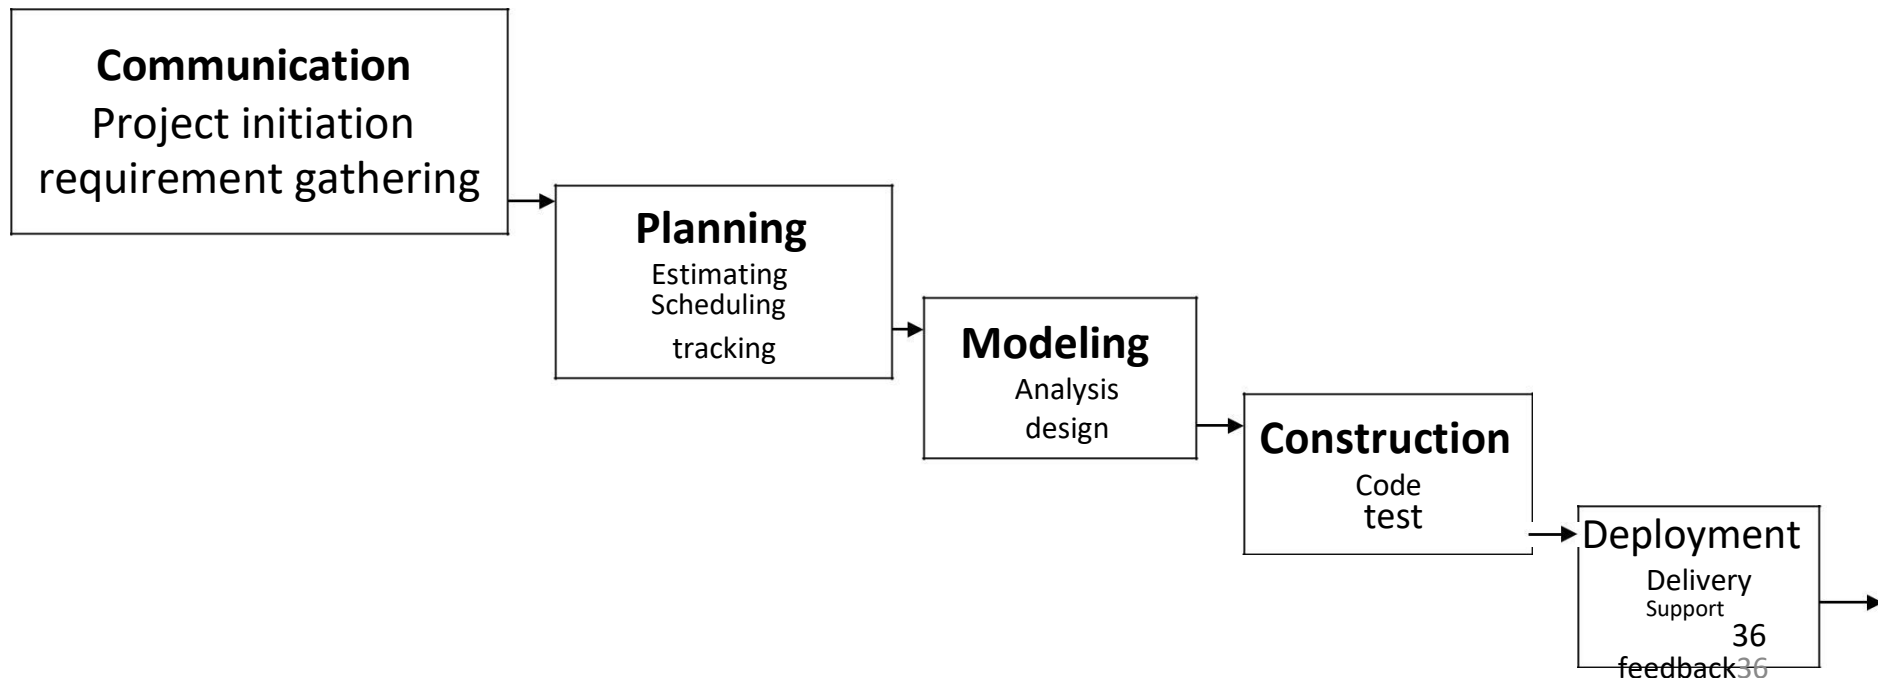 Communication
Project initiation
requirement gathering
Planning
Estimating
Scheduling
tracking
Modeling
Analysis
design
Construction
Code
test
Deployment
Delivery
Support
36
feedback36